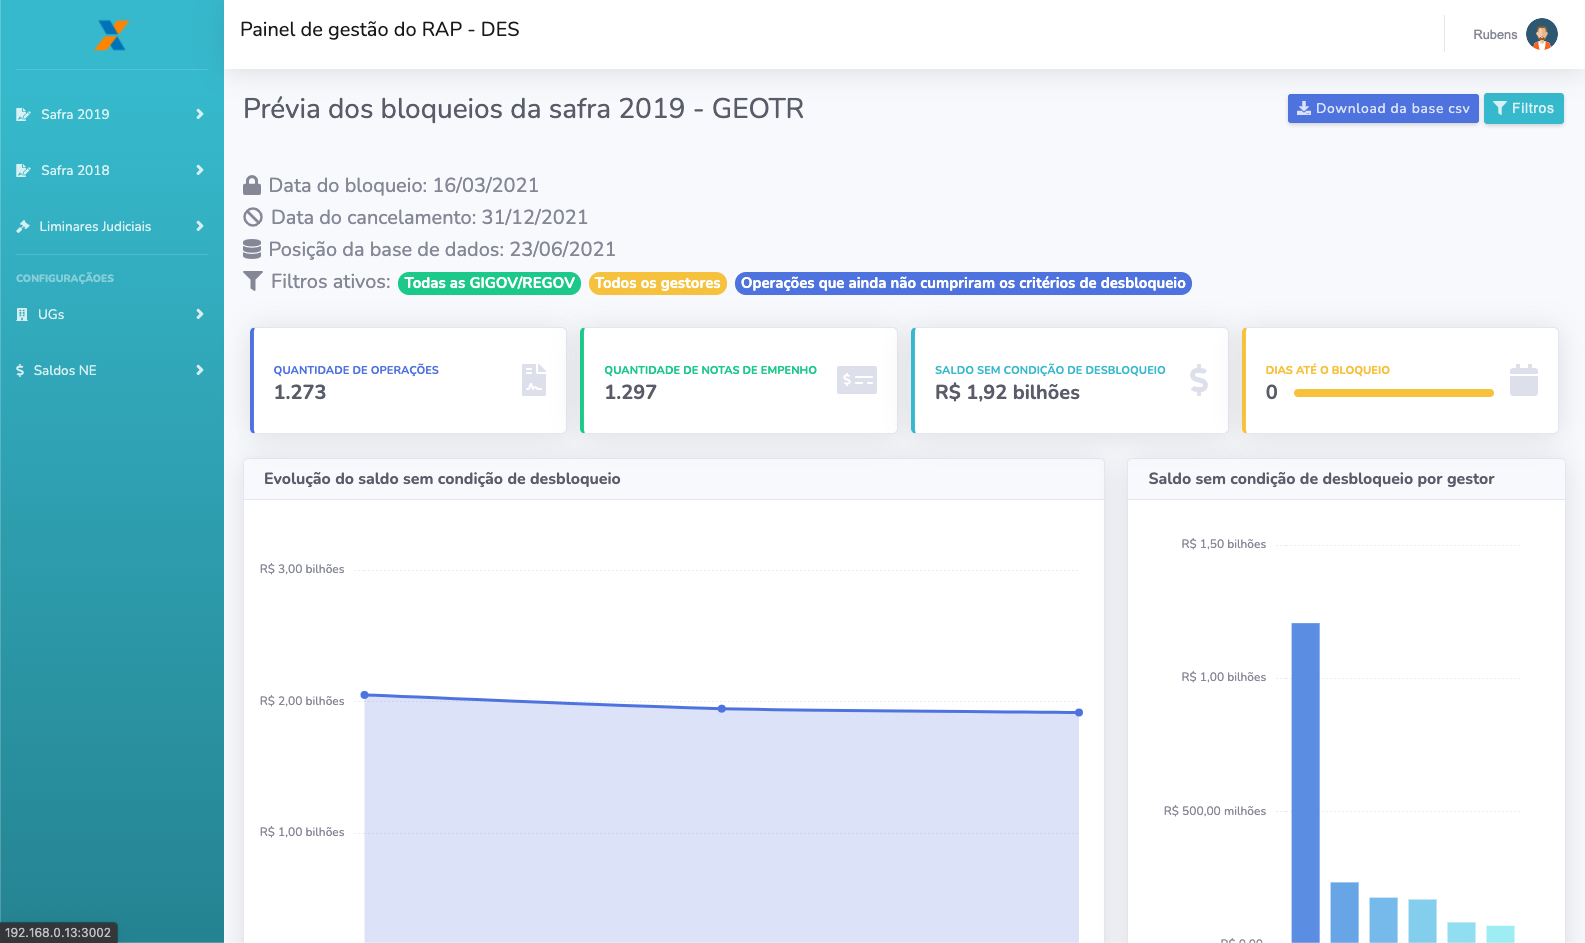 Painel de gestão do RAP - DES
Rubens
Safra 2019
Safra 2018
Liminares Judiciais
CONFIGURAÇÃOES
UGs
Saldos NE
Prévia dos bloqueios da safra 2019 - GEOTR
Download da base csv
Filtros
Data do bloqueio: 16/03/2021
Data do cancelamento: 31/12/2021
Posição da base de dados: 23/06/2021
Filtros ativos: Todas as GIGOV/REGOV Todos os gestores Operações que ainda não cumpriram os critérios de desbloqueio
QUANTIDADE DE OPERAÇÕES
1.273
QUANTIDADE DE NOTAS DE EMPENHO
1.297
SALDO SEM CONDIÇÃO DE DESBLOQUEIO
R$ 1,92 bilhões
DIAS ATÉ O BLOQUEIO
0
Evolução do saldo sem condição de desbloqueio
R$ 3,00 bilhões
R$ 2,00 bilhões
R$ 1,00 bilhões
Saldo sem condição de desbloqueio por gestor
R$ 1,50 bilhões
R$ 1,00 bilhões
R$ 500,00 milhões
R$ 0,00
192.168.0.13:3002